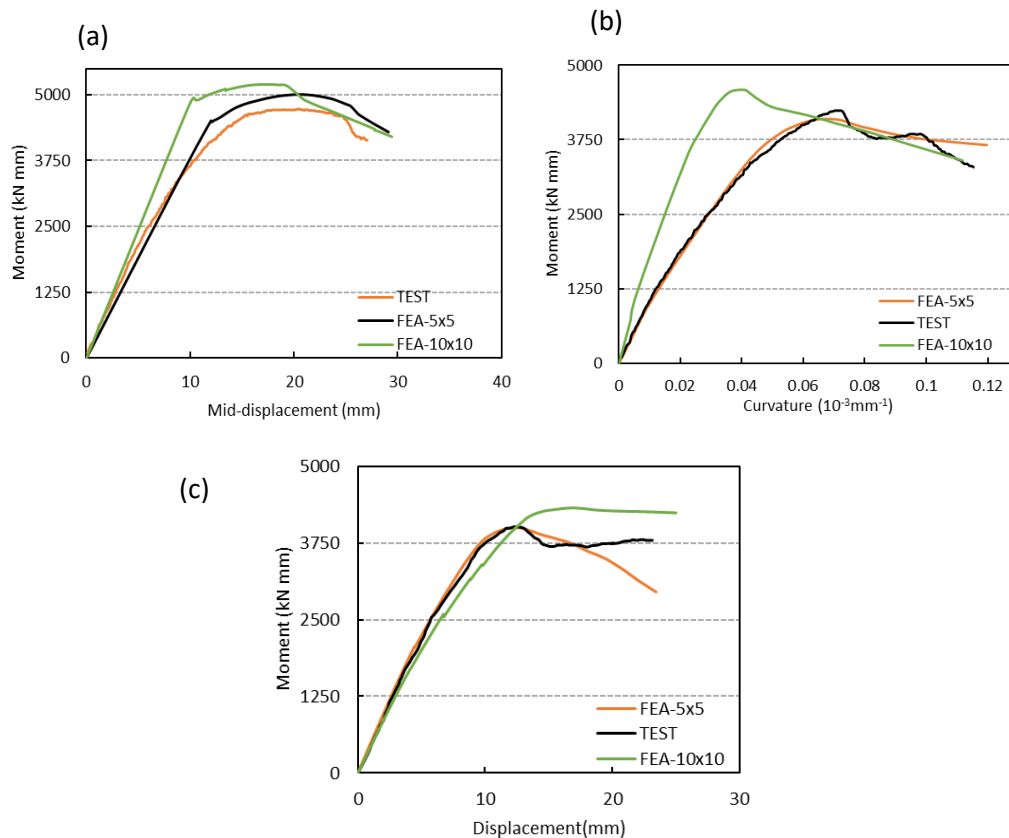 (a)
5000
3750
2500
1250
0
Moment (kN mm)
TEST
FEA-5x5
FEA-10x10
0 10 20 30 40
Mid-displacement (mm)
(b)
5000
3750
2500
1250
0
Moment (kN mm)
FEA-5x5
TEST
FEA-10x10
0 0.02 0.04 0.06 0.08 0.1 0.12
Curvature (10⁻³mm⁻¹)
(c)
5000
3750
2500
1250
0
Moment (kN mm)
FEA-5x5
TEST
FEA-10x10
0 10 20 30
Displacement(mm)